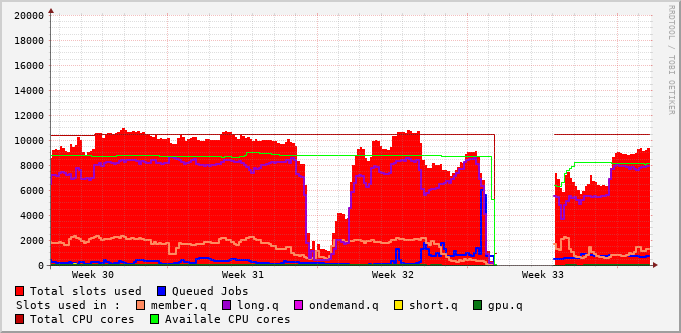 20000
18000
16000
14000
12000
10000
8000
6000
4000
2000
0
Week 30 Week 31 Week 32 Week 33
Total slots used Queued Jobs
Slots used in : member.q long.q ondemand.q short.q gpu.q
Total CPU cores Availale CPU cores
RRDTOOL / TOBI OETIKER